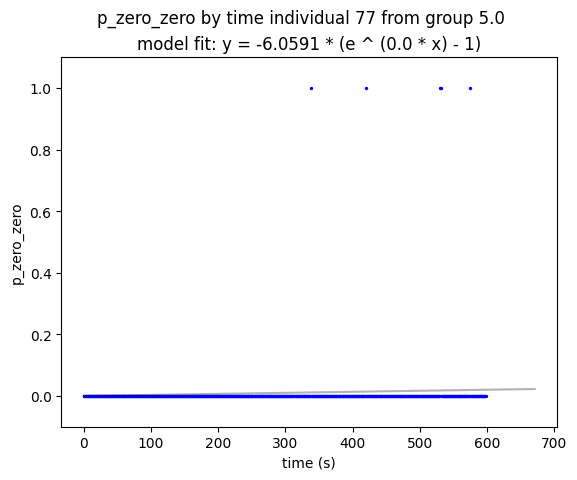 p_zero_zero by time individual 77 from group 5.0
model fit: y = -6.0591 * (e ^ (0.0 * x) - 1)
1.0
0.8
0.6
0.4
0.2
0.0
p_zero_zero
0 100 200 300 400 500 600 700
time (s)